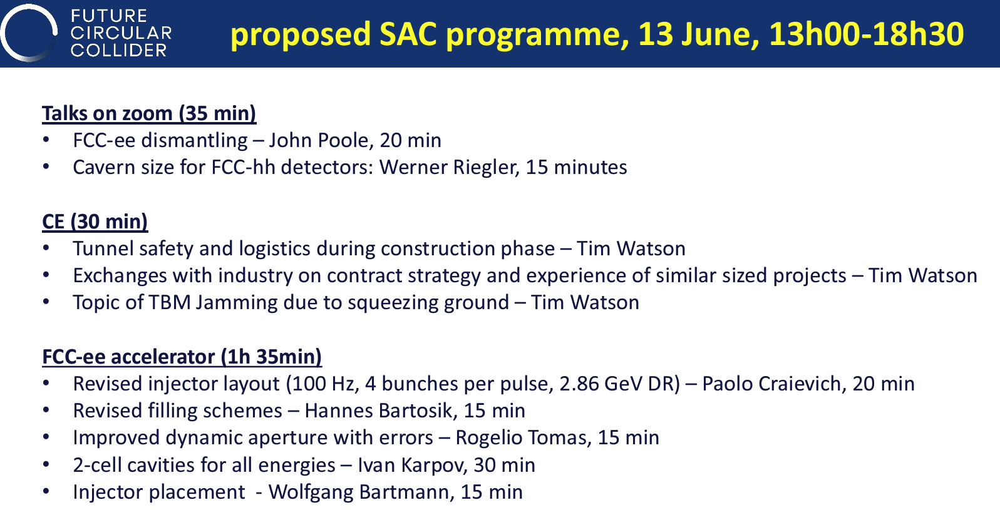 FUTURE
CIRCULAR
COLLIDER
proposed SAC programme, 13 June, 13h00-18h30
Talks on zoom (35 min)
• FCC-ee dismantling – John Poole, 20 min
• Cavern size for FCC-hh detectors: Werner Riegler, 15 minutes
CE (30 min)
• Tunnel safety and logistics during construction phase – Tim Watson
• Exchanges with industry on contract strategy and experience of similar sized projects – Tim Watson
• Topic of TBM Jamming due to squeezing ground – Tim Watson
FCC-ee accelerator (1h 35min)
• Revised injector layout (100 Hz, 4 bunches per pulse, 2.86 GeV DR) – Paolo Craievich, 20 min
• Revised filling schemes – Hannes Bartosik, 15 min
• Improved dynamic aperture with errors – Rogelio Tomas, 15 min
• 2-cell cavities for all energies – Ivan Karpov, 30 min
• Injector placement - Wolfgang Bartmann, 15 min